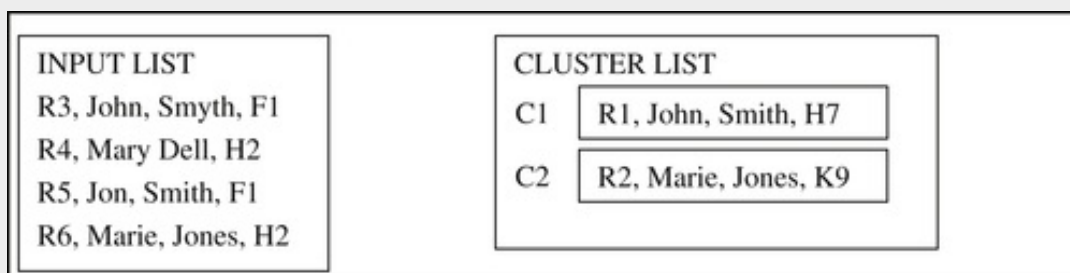 INPUT LIST
R3, John, Smyth, F1
R4, Mary Dell, H2
R5, Jon, Smith, F1
R6, Marie, Jones, H2
CLUSTER LIST
C1 R1, John, Smith, H7
C2 R2, Marie, Jones, K9